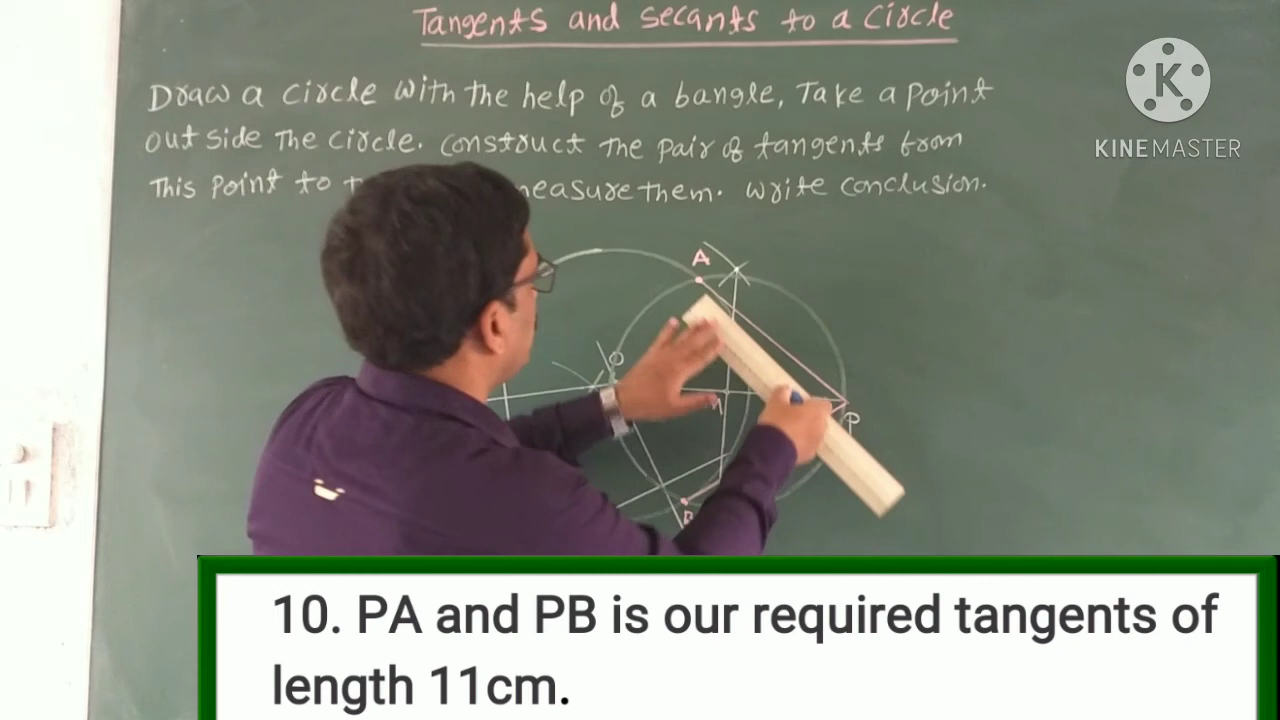 Tangents and secants to a circle
Draw a circle with the help of a bangle, Take a point
out side The circle. construct the pair of tangents from
This point to measure them. write conclusion.
KINEMASTER
A
O
P
10. PA and PB is our required tangents of
length 11cm.